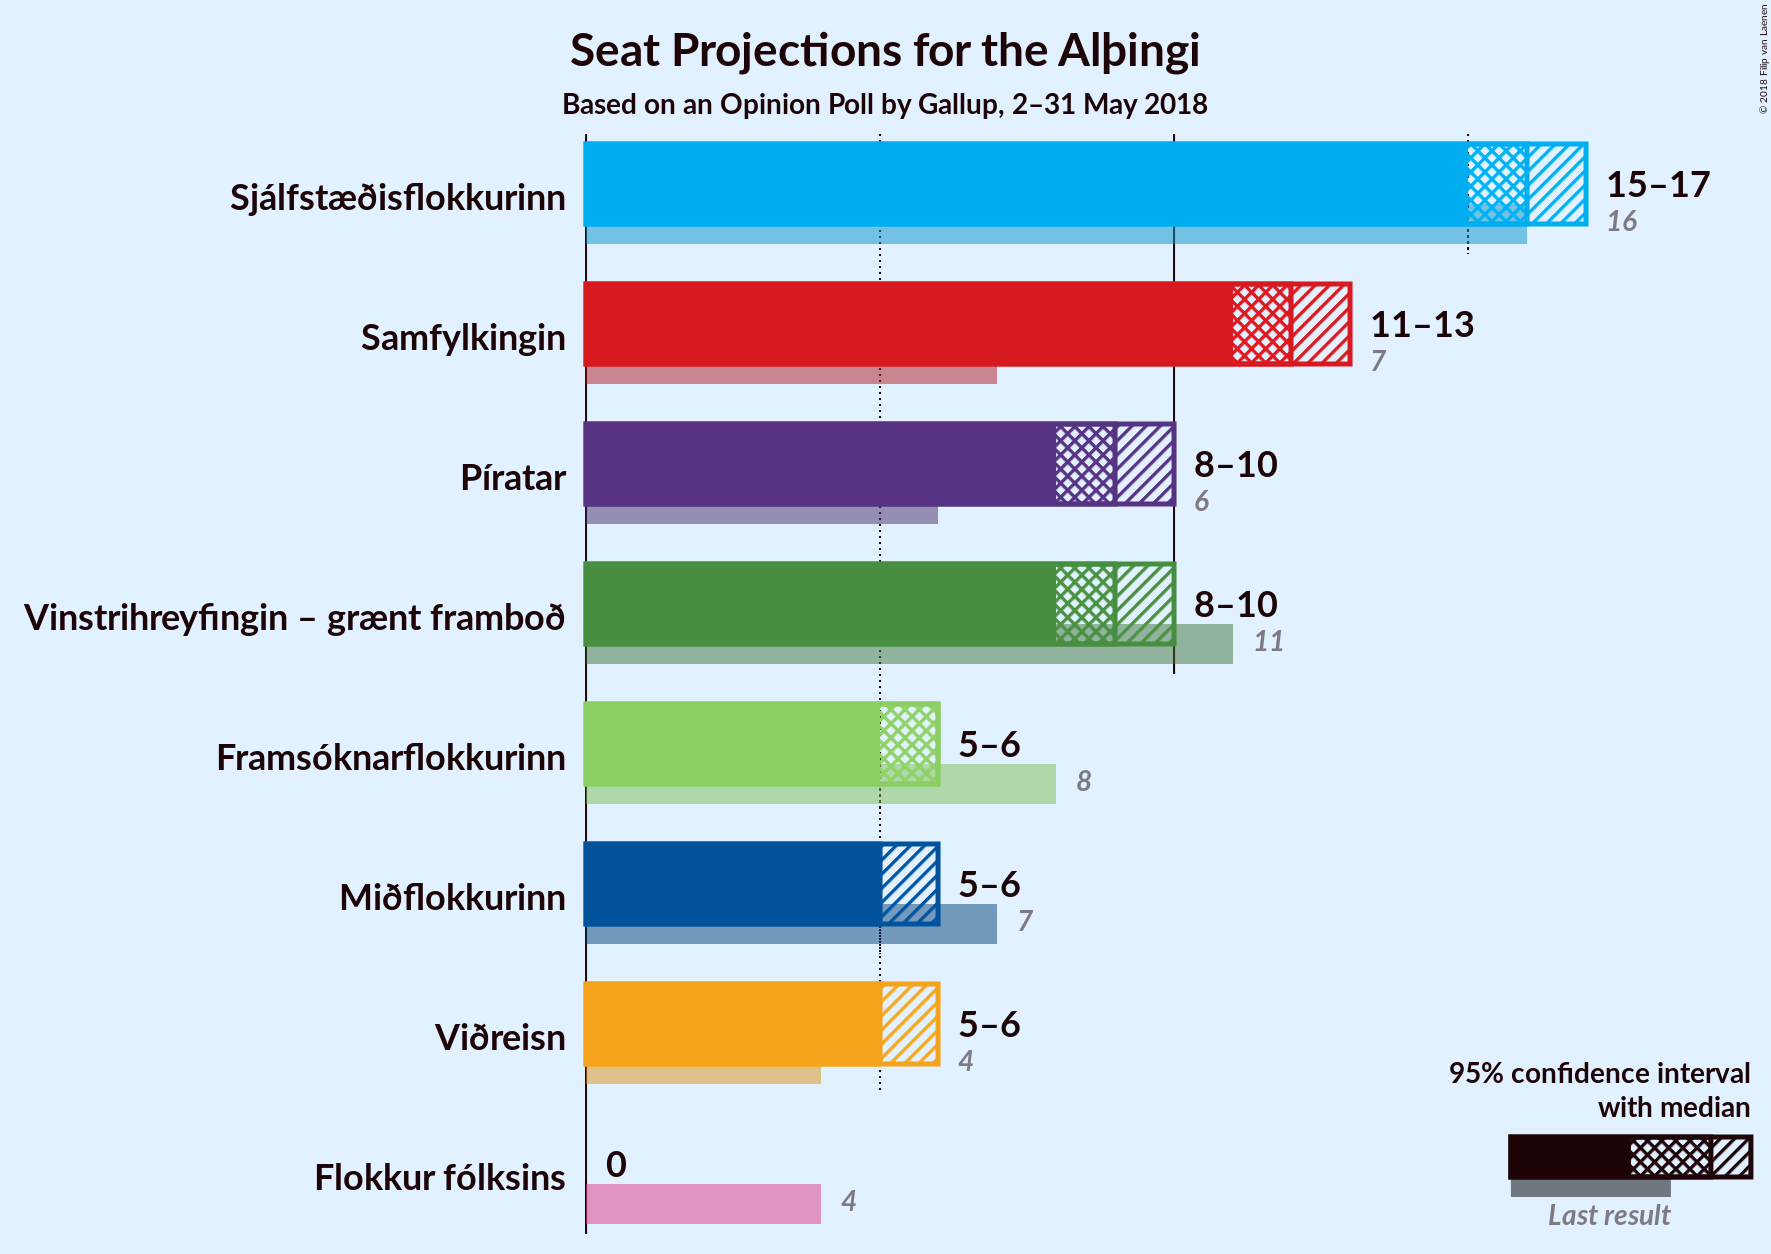 Seat Projections for the Alþingi
Based on an Opinion Poll by Gallup, 2–31 May 2018
© 2018 Filip van Laenen
Sjálfstæðisflokkurinn
15–17
16
Samfylkingin
11–13
7
Píratar
8–10
6
Vinstrihreyfingin – grænt framboð
8–10
11
Framsóknarflokkurinn
5–6
8
Miðflokkurinn
5–6
7
Viðreisn
5–6
4
Flokkur fólksins
0
4
95% confidence interval
with median
Last result